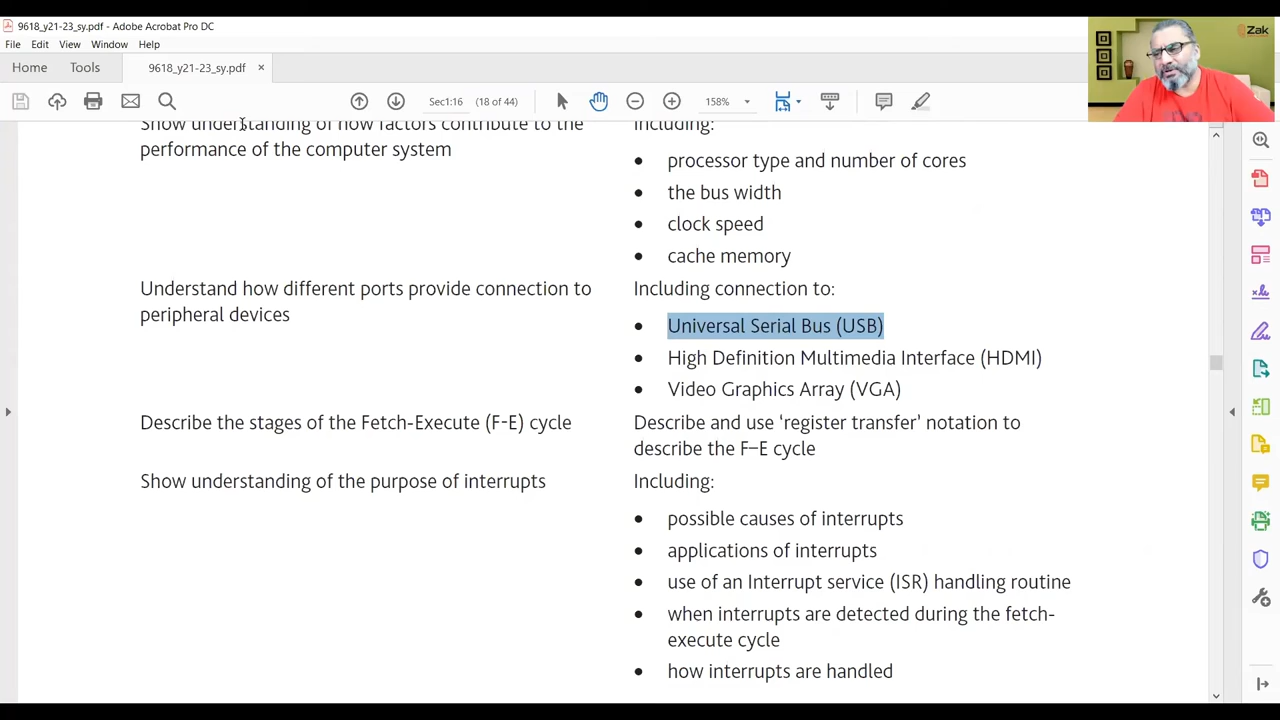 9618_y21-23_sy.pdf - Adobe Acrobat Pro DC
File Edit View Window Help
Home Tools 9618_y21-23_sy.pdf ×
Sec1:16 (18 of 44) 158%
Zak
Show understanding of how factors contribute to the
performance of the computer system
Including:
• processor type and number of cores
• the bus width
• clock speed
• cache memory
Understand how different ports provide connection to
peripheral devices
Including connection to:
• Universal Serial Bus (USB)
• High Definition Multimedia Interface (HDMI)
• Video Graphics Array (VGA)
Describe the stages of the Fetch-Execute (F-E) cycle
Describe and use ‘register transfer’ notation to
describe the F–E cycle
Show understanding of the purpose of interrupts
Including:
• possible causes of interrupts
• applications of interrupts
• use of an Interrupt service (ISR) handling routine
• when interrupts are detected during the fetch-
execute cycle
• how interrupts are handled